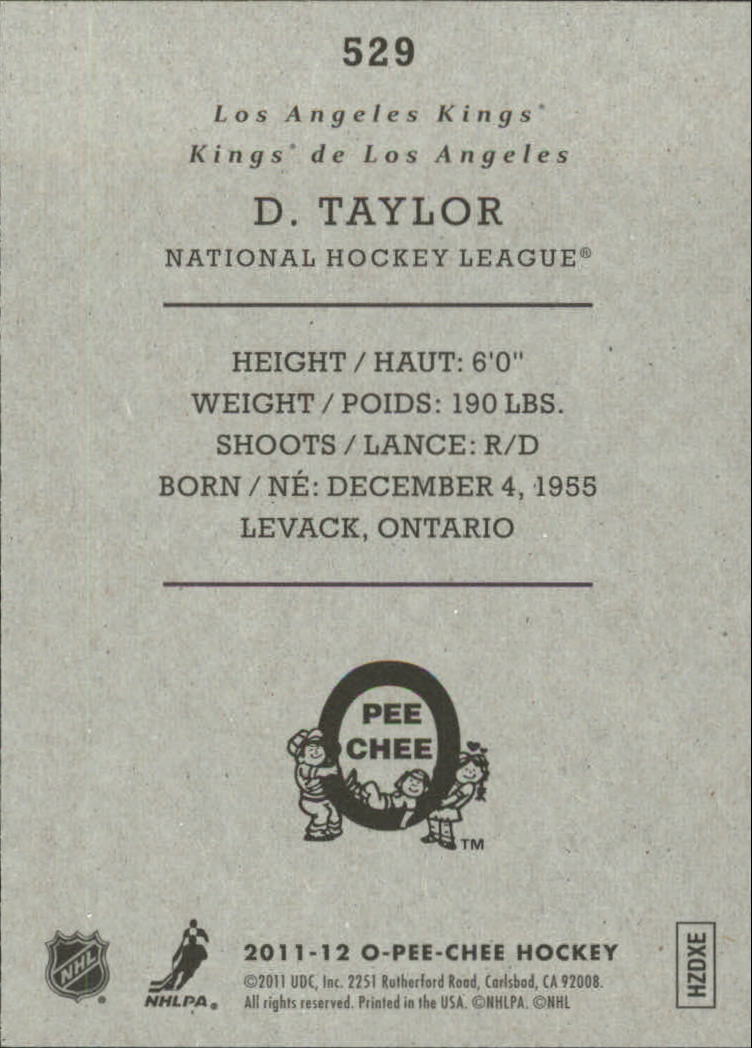 529
Los Angeles Kings®
Kings® de Los Angeles
D. TAYLOR
NATIONAL HOCKEY LEAGUE®
HEIGHT / HAUT: 6'0"
WEIGHT / POIDS: 190 LBS.
SHOOTS / LANCE: R/D
BORN / NÉ: DECEMBER 4, 1955
LEVACK, ONTARIO
O
PEE
CHEE
TM
NHL
®
NHLPA®
2011-12 O-PEE-CHEE HOCKEY
©2011 UDC, Inc. 2251 Rutherford Road, Carlsbad, CA 92008.
All rights reserved. Printed in the USA. ©NHLPA. ©NHL
HZDXE